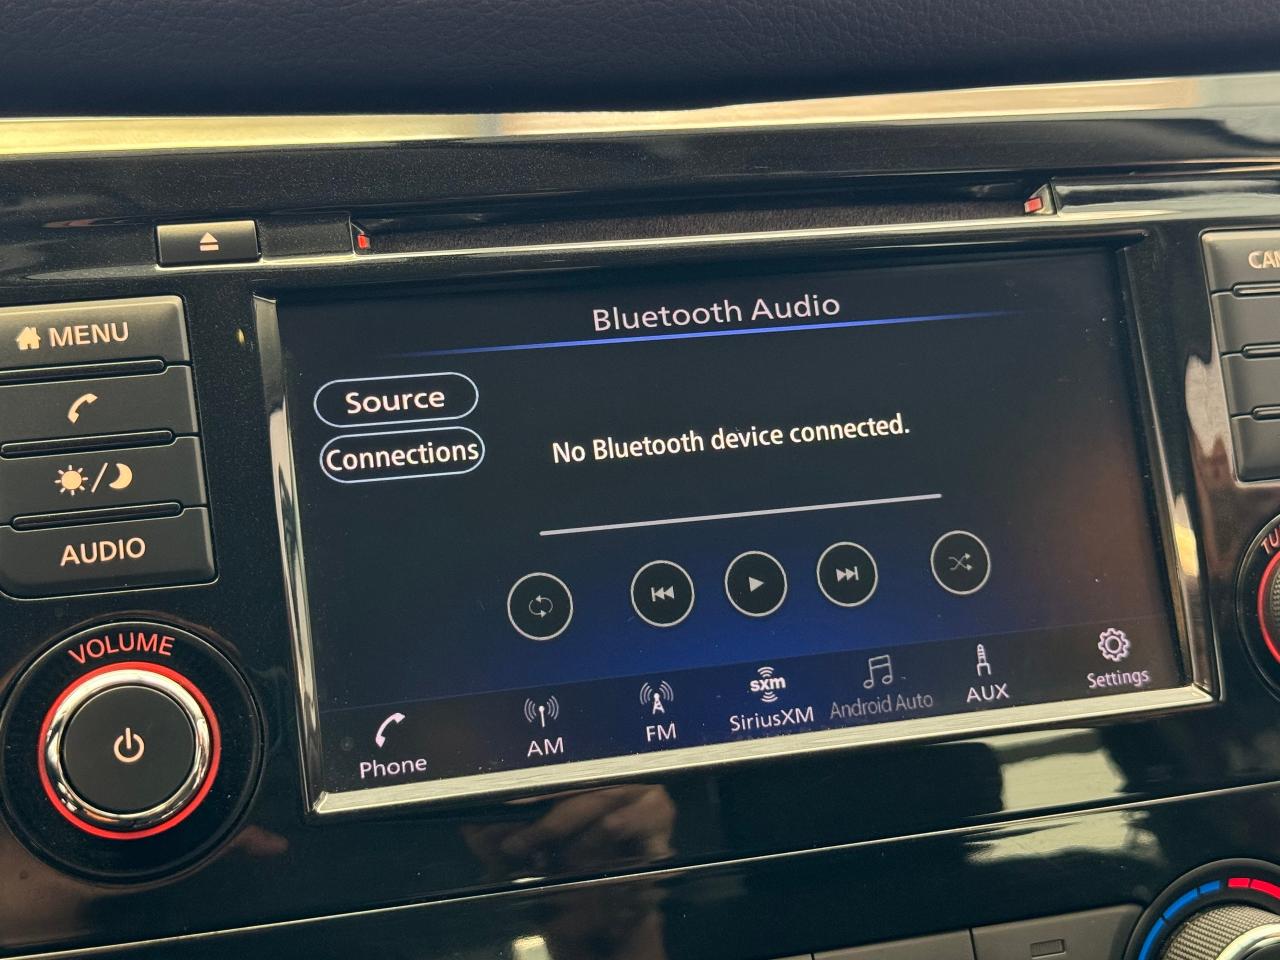 MENU
AUDIO
VOLUME
Bluetooth Audio
Source
Connections
No Bluetooth device connected.
Phone
AM
FM
sxm
SiriusXM
Android Auto
AUX
Settings